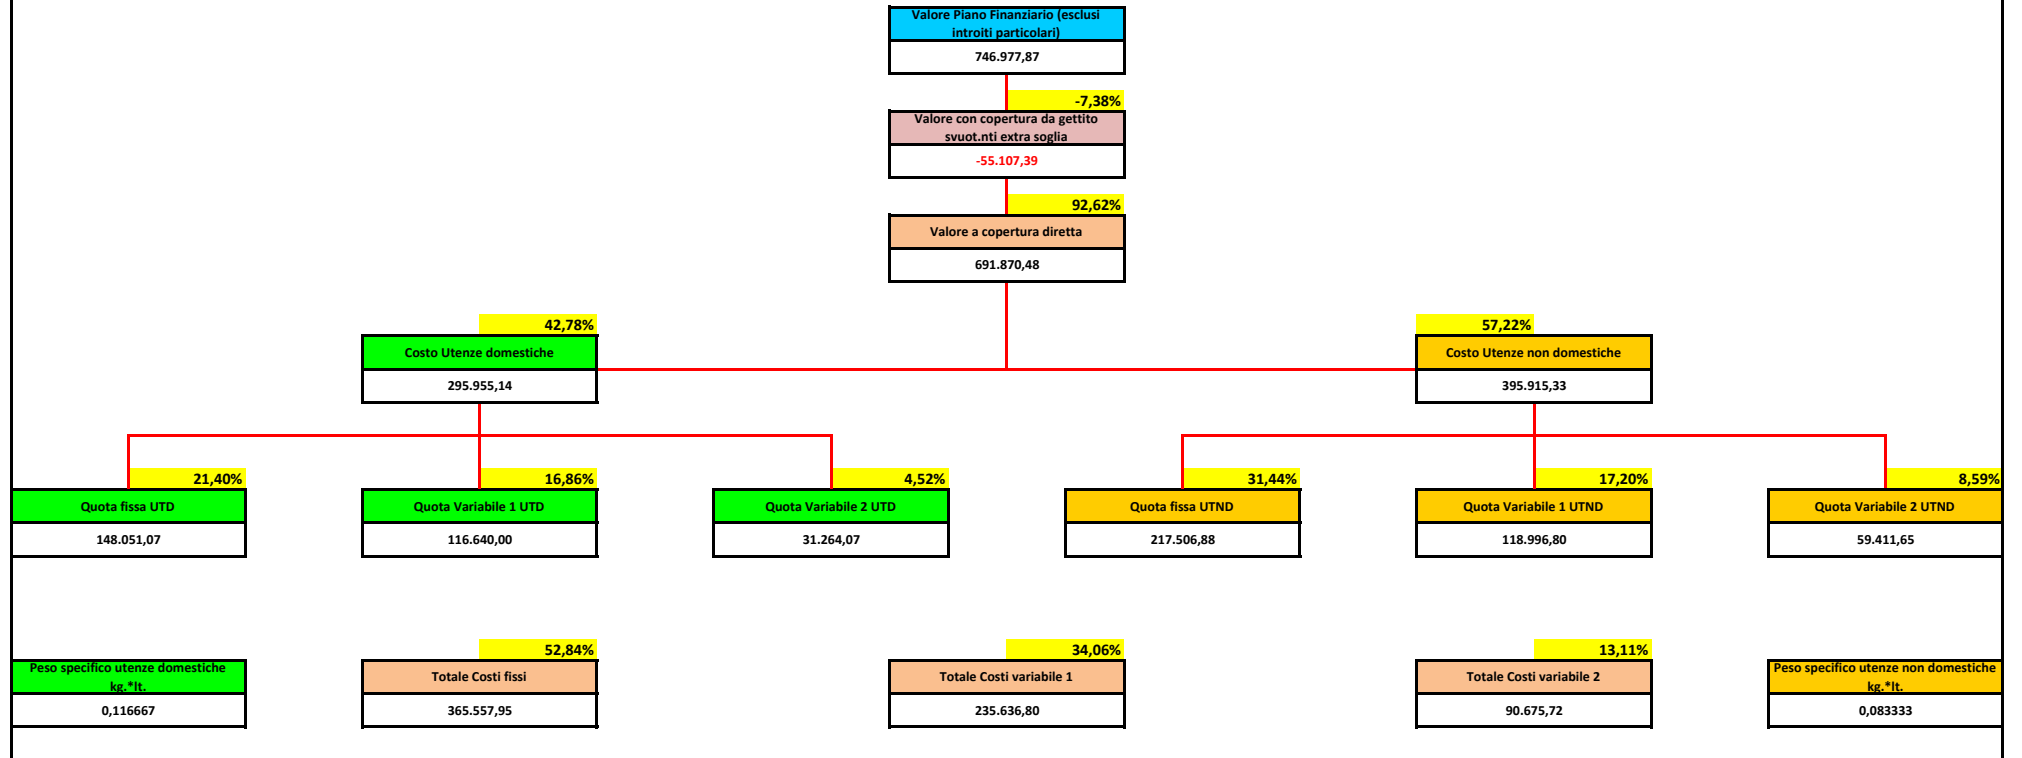 Valore Piano Finanziario (esclusi
introiti particolari)
746.977,87
-7,38%
Valore con copertura da gettito
svuot.nti extra soglia
-55.107,39
92,62%
Valore a copertura diretta
691.870,48
42,78%
57,22%
Costo Utenze domestiche
Costo Utenze non domestiche
295.955,14
395.915,33
21,40%
16,86%
4,52%
31,44%
17,20%
8,59%
Quota fissa UTD
Quota Variabile 1 UTD
Quota Variabile 2 UTD
Quota fissa UTND
Quota Variabile 1 UTND
Quota Variabile 2 UTND
148.051,07
116.640,00
31.264,07
217.506,88
118.996,80
59.411,65
52,84%
34,06%
13,11%
Peso specifico utenze domestiche
kg.*lt.
Totale Costi fissi
Totale Costi variabile 1
Totale Costi variabile 2
Peso specifico utenze non domestiche
kg.*lt.
0,116667
365.557,95
235.636,80
90.675,72
0,083333